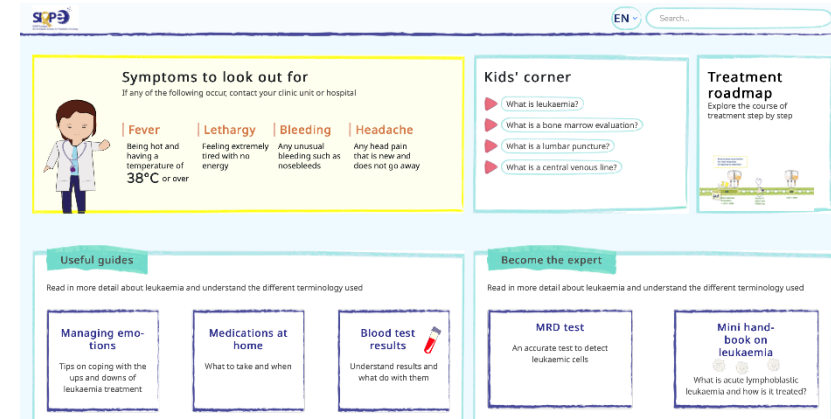 SIOPE
EN
Search...
Symptoms to look out for
If any of the following occur, contact your clinic unit or hospital
Fever
Being hot and
having a
temperature of
38°C or over
Lethargy
Feeling extremely
tired with no
energy
Bleeding
Any unusual
bleeding such as
nosebleeds
Headache
Any head pain
that is new and
does not go away
Kids' corner
What is leukaemia?
What is a bone marrow evaluation?
What is a lumbar puncture?
What is a central venous line?
Treatment
roadmap
Explore the course of
treatment step by step
Useful guides
Read in more detail about leukaemia and understand the different terminology used
Managing emo-
tions
Tips on coping with the
ups and downs of
leukaemia treatment
Medications at
home
What to take and when
Blood test
results
Understand results and
what do with them
Become the expert
Read in more detail about leukaemia and understand the different terminology used
MRD test
An accurate test to detect
leukaemic cells
Mini hand-
book on
leukaemia
What is acute lymphoblastic
leukaemia and how is it treated?